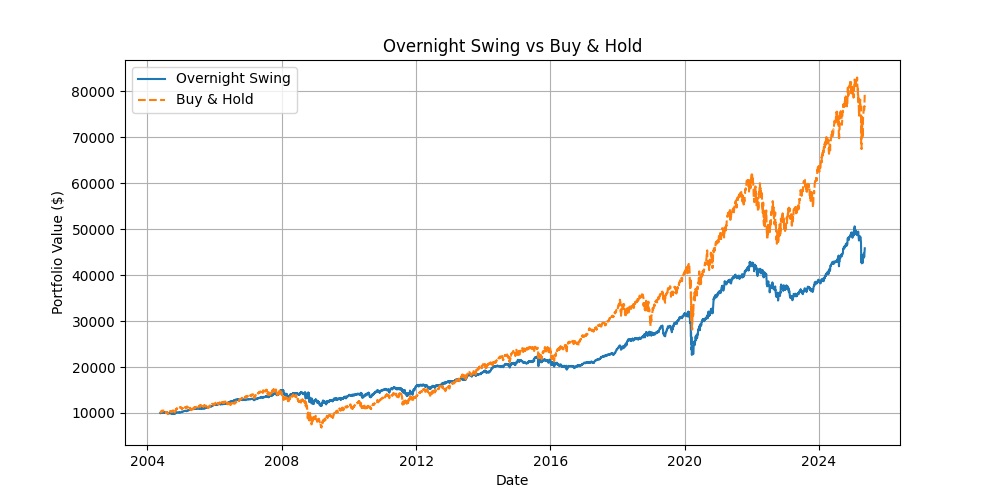 Overnight Swing vs Buy & Hold
Overnight Swing
Buy & Hold
Portfolio Value ($)
80000
70000
60000
50000
40000
30000
20000
10000
2004
2008
2012
2016
2020
2024
Date